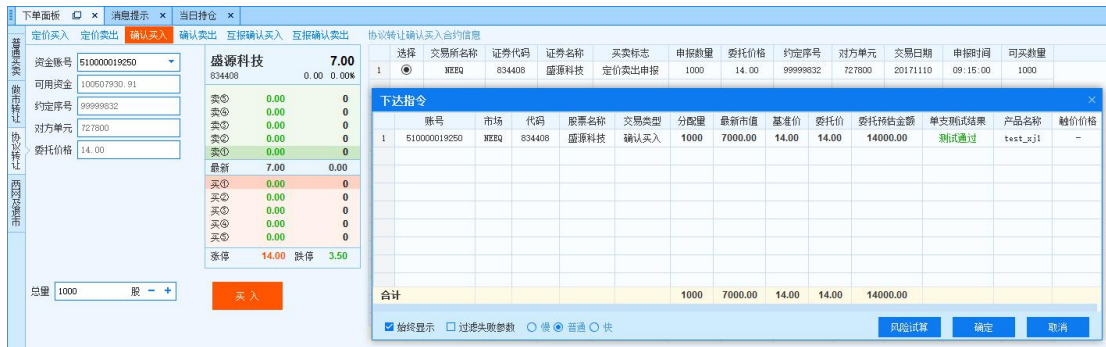 下单面板 × 消息提示 × 当日持仓 ×
普通买卖
做市转让
协议转让
两网及退市
定价买入 定价卖出 确认买入 确认卖出 互报确认买入 互报确认卖出
资金账号 510000019250
可用资金 100507930.91
约定序号 99999832
对方单元 727800
委托价格 14.00
总量 1000 股 － +
盛源科技 7.00
834408 0.00 0.00%
卖⑤ 0.00 0
卖④ 0.00 0
卖③ 0.00 0
卖② 0.00 0
卖① 0.00 0
最新 7.00 0.00
买① 0.00 0
买② 0.00 0
买③ 0.00 0
买④ 0.00 0
买⑤ 0.00 0
涨停 14.00 跌停 3.50
买入
协议转让确认买入合约信息
选择 交易所名称 证券代码 证券名称 买卖标志 申报数量 委托价格 约定序号 对方单元 交易日期 申报时间 可买数量
1 NEEQ 834408 盛源科技 定价卖出申报 1000 14.00 99999832 727800 20171110 09:15:00 1000
下达指令 ×
账号 市场 代码 股票名称 交易类型 分配量 最新市值 基准价 委托价 委托预估金额 单支测试结果 产品名称 触价价格
1 510000019250 NEEQ 834408 盛源科技 确认买入 1000 7000.00 14.00 14.00 14000.00 测试通过 test_xj1 -
合计 1000 7000.00 14.00 14.00 14000.00
始终显示 过滤失败参数 慢 普通 快 风险试算 确定 取消